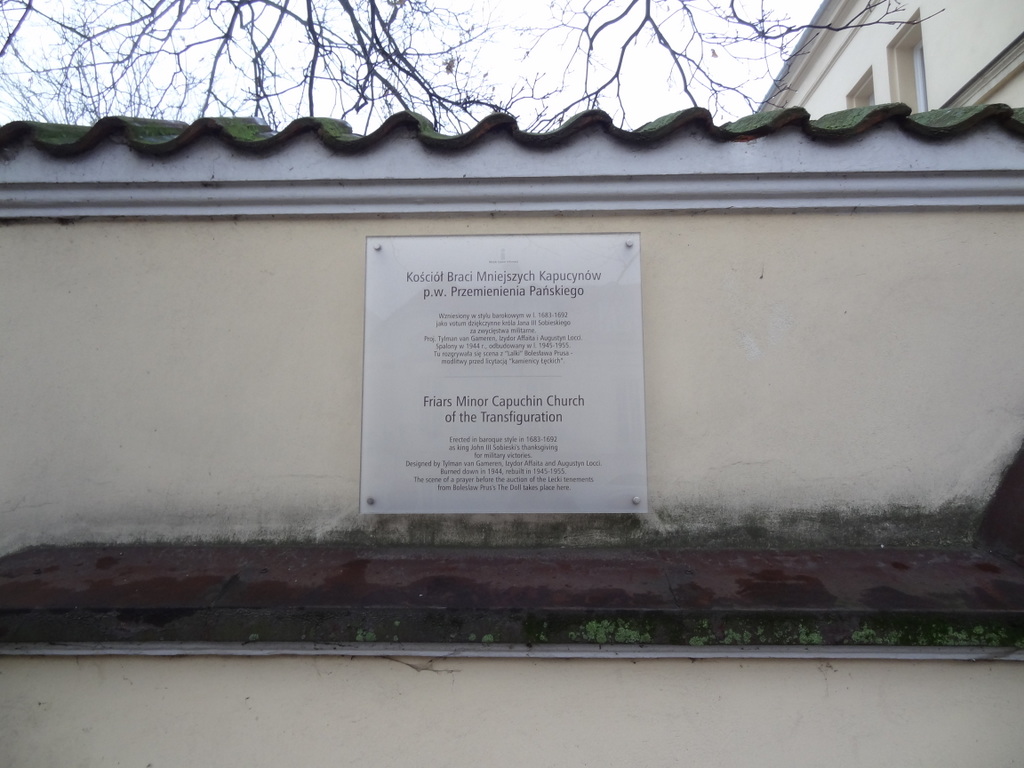 Kościół Braci Mniejszych Kapucynów
p.w. Przemienienia Pańskiego
Wzniesiony w stylu barokowym w l. 1683-1692
jako wotum dziękczynne króla Jana III Sobieskiego
za zwycięstwa militarne.
Proj. Tylman van Gameren, Izydor Affaita i Augustyn Locci.
Spalony w 1944 r., odbudowany w l. 1945-1955.
Tu rozgrywała się scena z "Lalki" Bolesława Prusa -
modlitwy przed licytacją "kamienicy Łęckich".
Friars Minor Capuchin Church
of the Transfiguration
Erected in baroque style in 1683-1692
as king John III Sobieski's thanksgiving
for military victories.
Designed by Tylman van Gameren, Izydor Affaita and Augustyn Locci.
Burned down in 1944, rebuilt in 1945-1955.
The scene of a prayer before the auction of the Lecki tenements
from Boleslaw Prus's The Doll takes place here.